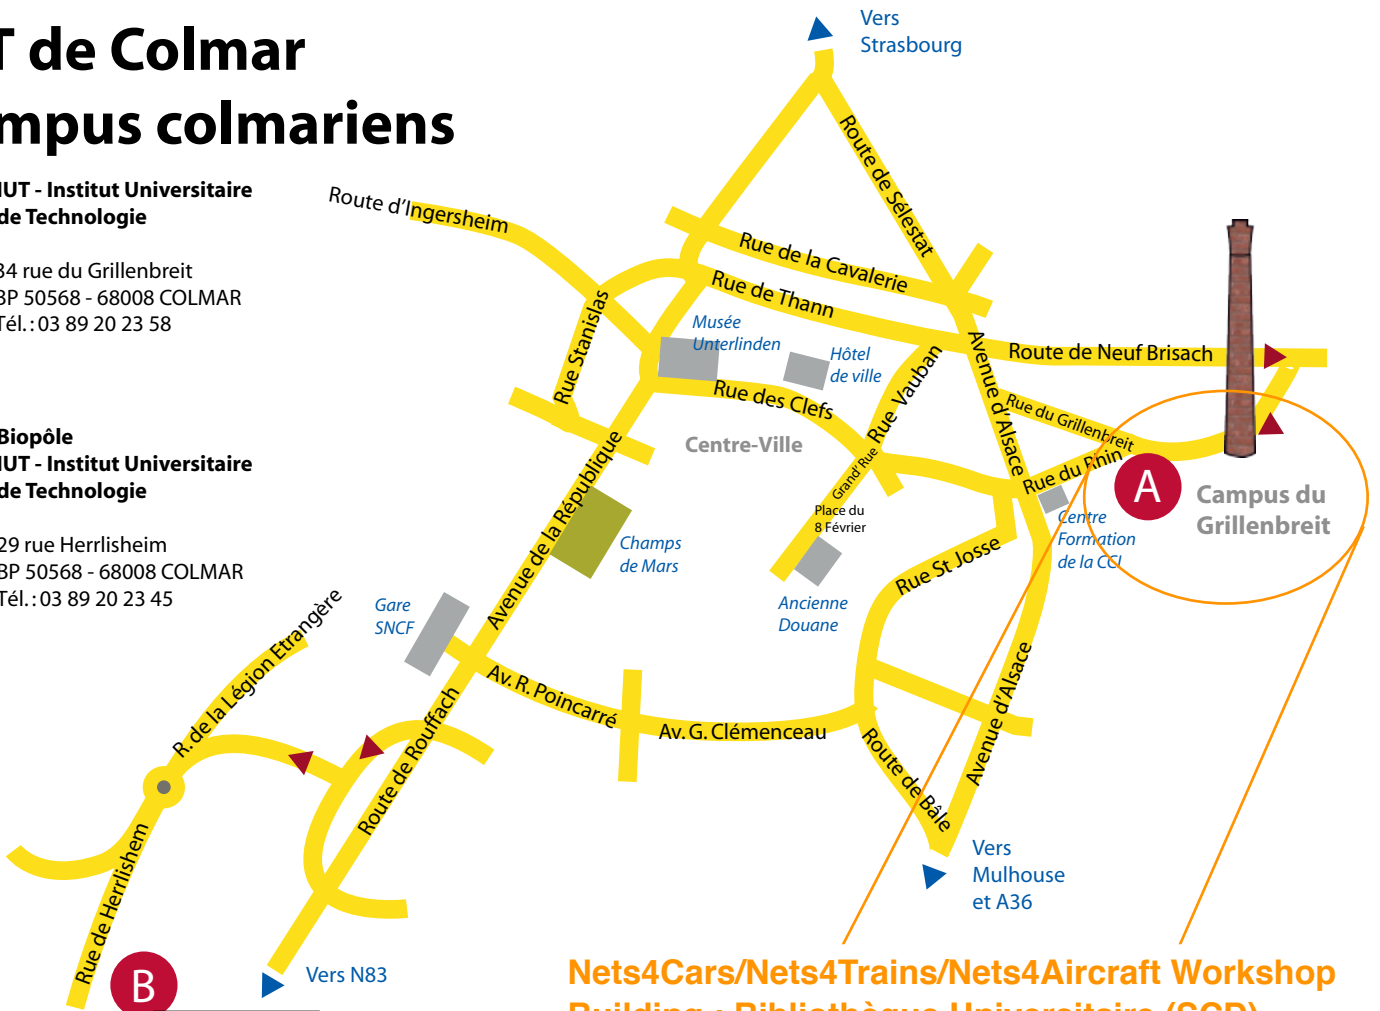 T de Colmar
mpus colmariens
IUT - Institut Universitaire
de Technologie
34 rue du Grillenbreit
BP 50568 - 68008 COLMAR
Tél. : 03 89 20 23 58
Biopôle
IUT - Institut Universitaire
de Technologie
29 rue Herrlisheim
BP 50568 - 68008 COLMAR
Tél. : 03 89 20 23 45
Vers
Strasbourg
Route de Sélestat
Route d'Ingersheim
Rue de la Cavalerie
Rue de Thann
Rue Stanislas
Musée
Unterlinden
Hôtel
de ville
Rue Vauban
Avenue d'Alsace
Route de Neuf Brisach
Rue des Clefs
Rue du Grillenbreit
Centre-Ville
Grand' Rue
Rue du Rhin
A
Campus du
Grillenbreit
Place du
8 Février
Centre
Formation
de la CCI
Avenue de la République
Champs
de Mars
Rue St Josse
Ancienne
Douane
Gare
SNCF
R. de la Légion Etrangère
Av. R. Poincarré
Av. G. Clémenceau
Avenue d'Alsace
Route de Rouffach
Route de Bâle
Vers
Mulhouse
et A36
Rue de Herrlishem
B
Vers N83
Nets4Cars/Nets4Trains/Nets4Aircraft Workshop
Building : Bibliothèque Universitaire (SCD)